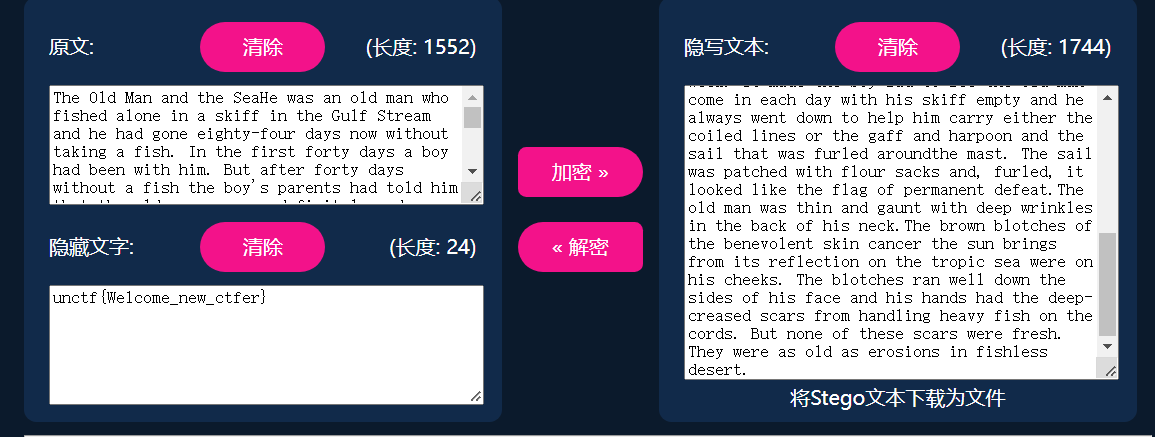 原文:
清除
(长度: 1552)
The Old Man and the SeaHe was an old man who
fished alone in a skiff in the Gulf Stream
and he had gone eighty-four days now without
taking a fish. In the first forty days a boy
had been with him. But after forty days
without a fish the boy's parents had told him
隐藏文字:
清除
(长度: 24)
unctf{Welcome_new_ctfer}
加密 »
« 解密
隐写文本:
清除
(长度: 1744)
come in each day with his skiff empty and he
always went down to help him carry either the
coiled lines or the gaff and harpoon and the
sail that was furled aroundthe mast. The sail
was patched with flour sacks and, furled, it
looked like the flag of permanent defeat.The
old man was thin and gaunt with deep wrinkles
in the back of his neck.The brown blotches of
the benevolent skin cancer the sun brings
from its reflection on the tropic sea were on
his cheeks. The blotches ran well down the
sides of his face and his hands had the deep-
creased scars from handling heavy fish on the
cords. But none of these scars were fresh.
They were as old as erosions in fishless
desert.
将Stego文本下载为文件